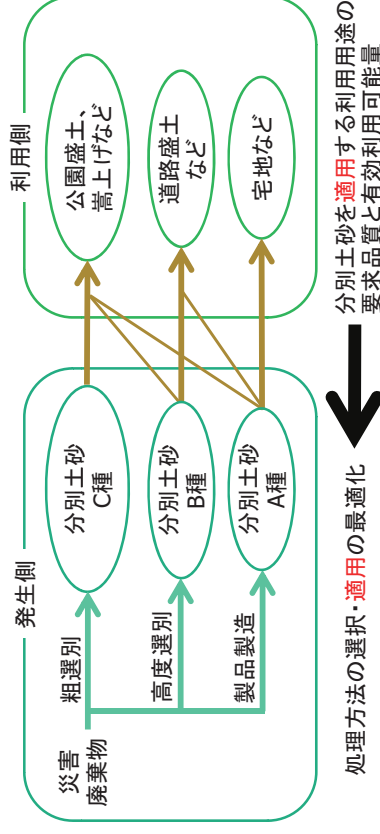 発生側
災害
廃棄物
粗選別
高度選別
製品製造
分別土砂
C種
分別土砂
B種
分別土砂
A種
利用側
公園盛土、
嵩上げなど
道路盛土
など
宅地など
処理方法の選択・適用の最適化
分別土砂を適用する利用用途の
要求品質と有効利用可能量